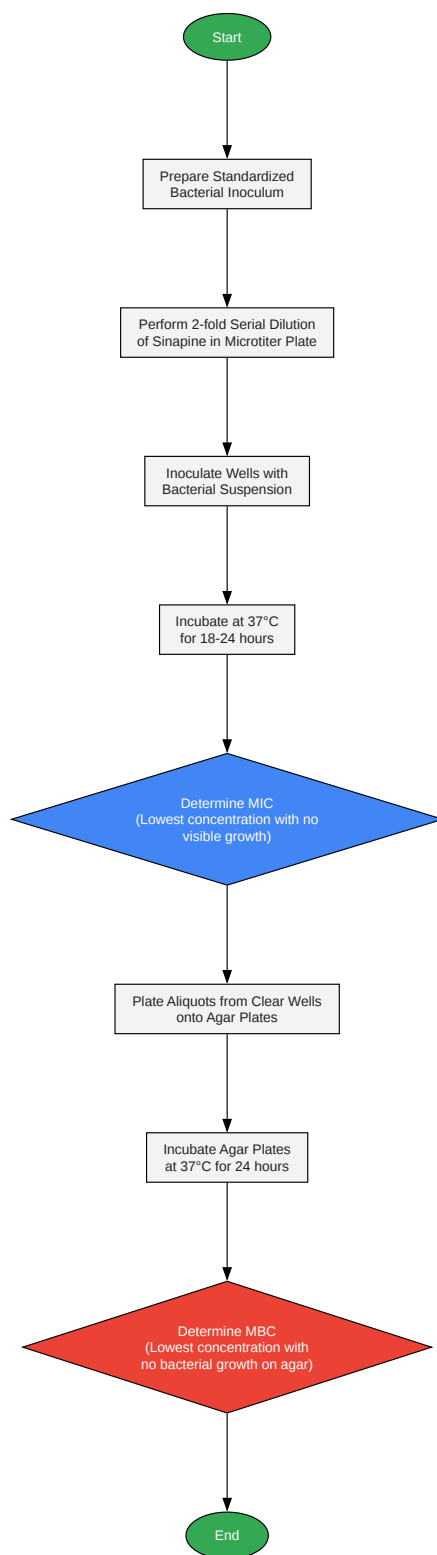 Start
Prepare Standardized
Bacterial Inoculum
Perform 2-fold Serial Dilution
of Sinapine in Microtiter Plate
Inoculate Wells with
Bacterial Suspension
Incubate at 37°C
for 18-24 hours
Determine MIC
(Lowest concentration with no
visible growth)
Plate Aliquots from Clear Wells
onto Agar Plates
Incubate Agar Plates
at 37°C for 24 hours
Determine MBC
(Lowest concentration with
no bacterial growth on agar)
End